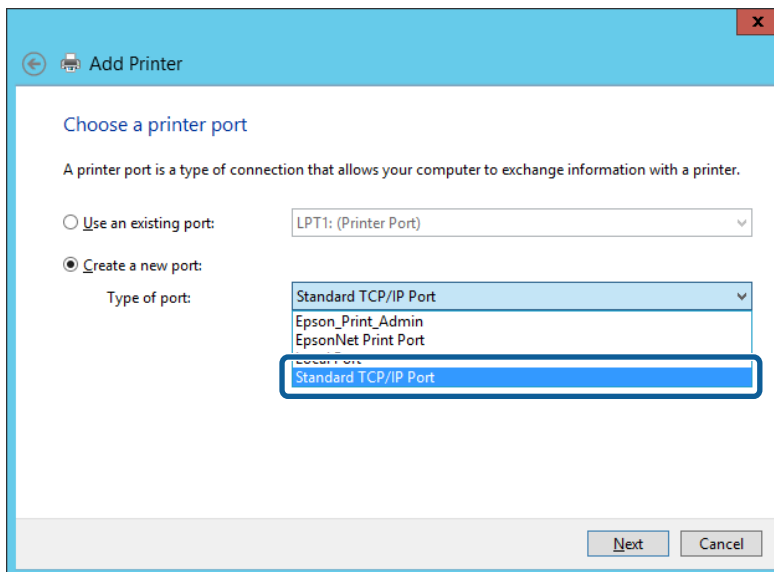 x
Add Printer
Choose a printer port
A printer port is a type of connection that allows your computer to exchange information with a printer.
Use an existing port: LPT1: (Printer Port)
Create a new port:
Type of port: Standard TCP/IP Port
Epson_Print_Admin
EpsonNet Print Port
Local Port
Standard TCP/IP Port
Next Cancel